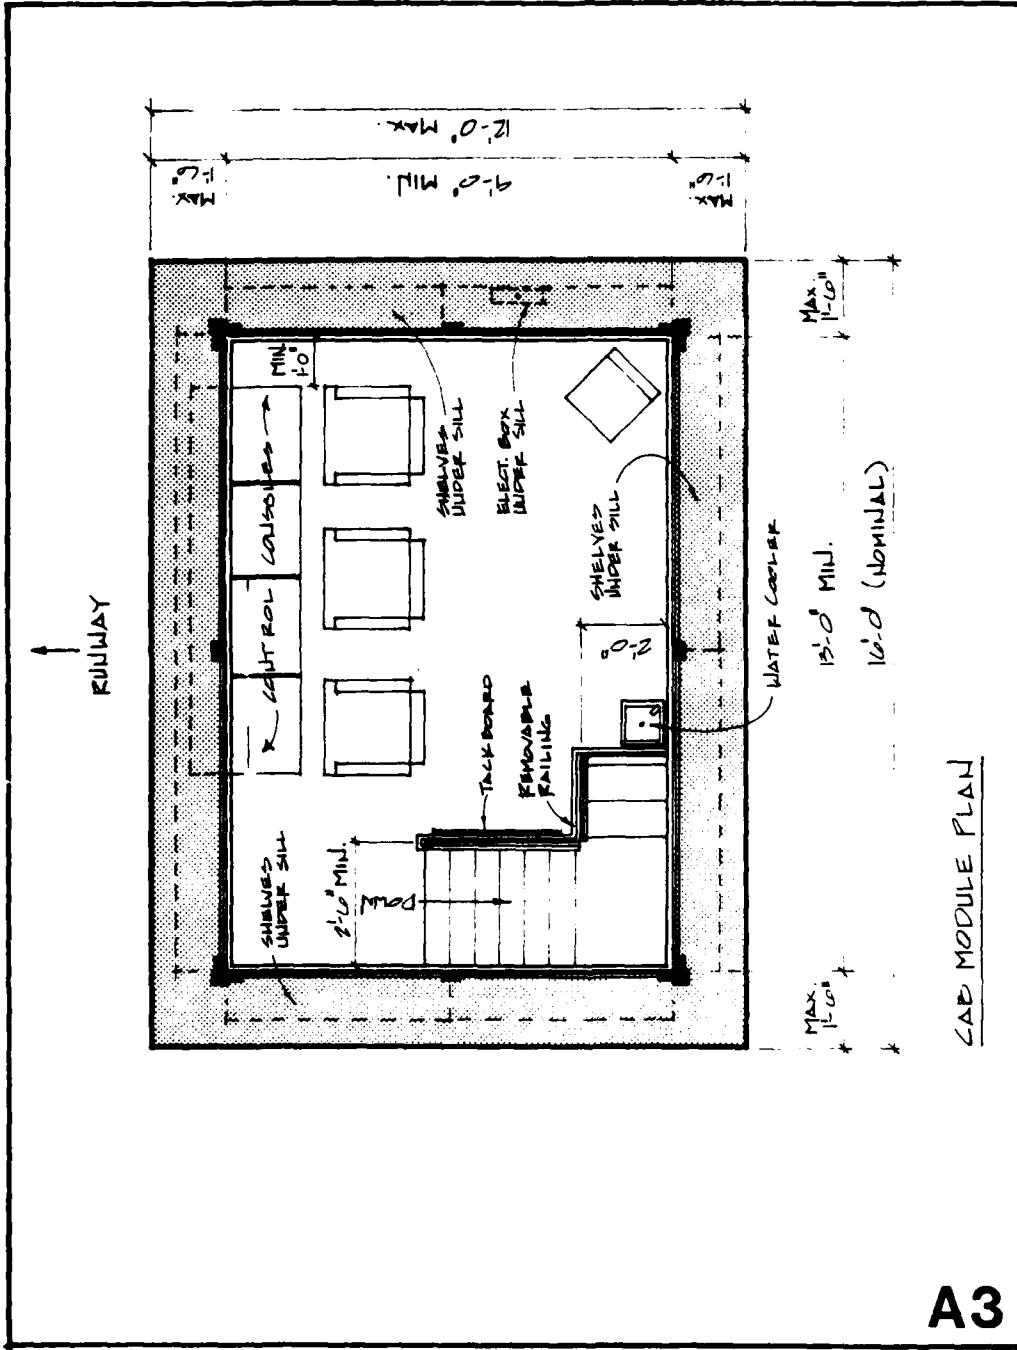 12'-0" MAX.
MAX.
1'-6"
9'-0" MIN.
MAX
1'-6"
RUNWAY
MIN.
1'-0"
CONTROL CONSOLES
SHELVES
UNDER SILL
ELECT. BOX
UNDER SILL
MAX.
1'-6"
SHELVES
UNDER SILL
2'-0"
TACKBOARD
REMOVABLE
RAILING
WATER COOLER
13'-0" MIN.
16'-0" (NOMINAL)
SHELVES
UNDER SILL
2'-6" MIN.
DOWN
MAX.
1'-6"
CAB MODULE PLAN
A3